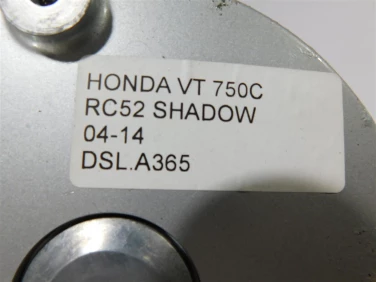 HONDA VT 750C
RC52 SHADOW
04-14
DSL.A365